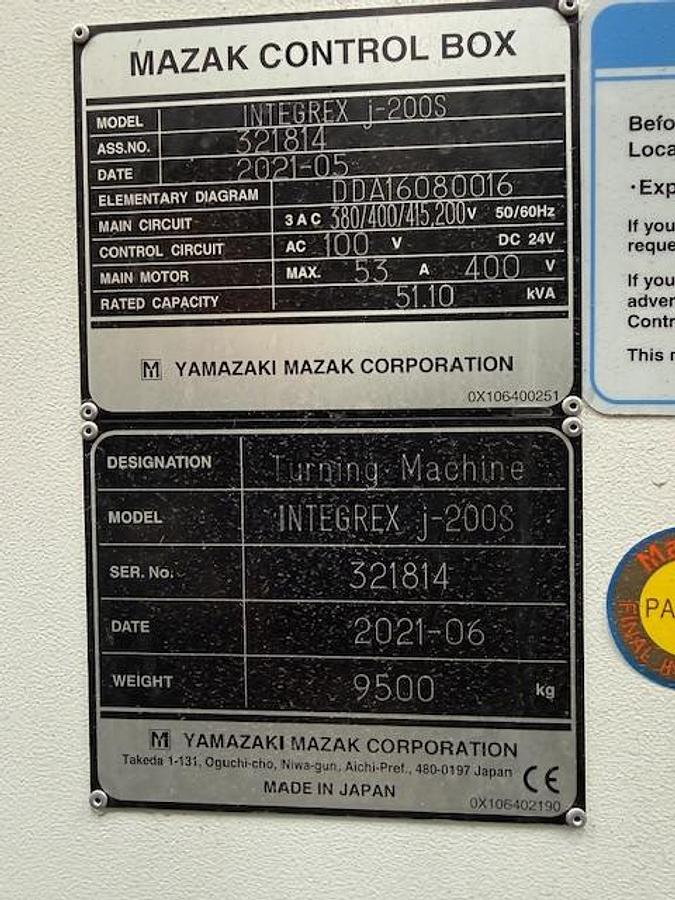 MAZAK CONTROL BOX
MODEL INTEGREX j-200S
ASS.NO. 321814
DATE 2021-05
ELEMENTARY DIAGRAM DDA16080016
MAIN CIRCUIT 3 A C 380/400/415,200 V 50/60Hz
CONTROL CIRCUIT AC 100 V DC 24V
MAIN MOTOR MAX. 53 A 400 V
RATED CAPACITY 51.10 kVA
M YAMAZAKI MAZAK CORPORATION
0X106400251
DESIGNATION Turning Machine
MODEL INTEGREX j-200S
SER. No. 321814
DATE 2021-06
WEIGHT 9500 kg
M YAMAZAKI MAZAK CORPORATION
Takeda 1-131, Oguchi-cho, Niwa-gun, Aichi-Pref., 480-0197 Japan
MADE IN JAPAN CE
0X106402190
Befo
Loca
·Exp
If you
reque
If you
adver
Contr
This
Ma
PA
FINAL